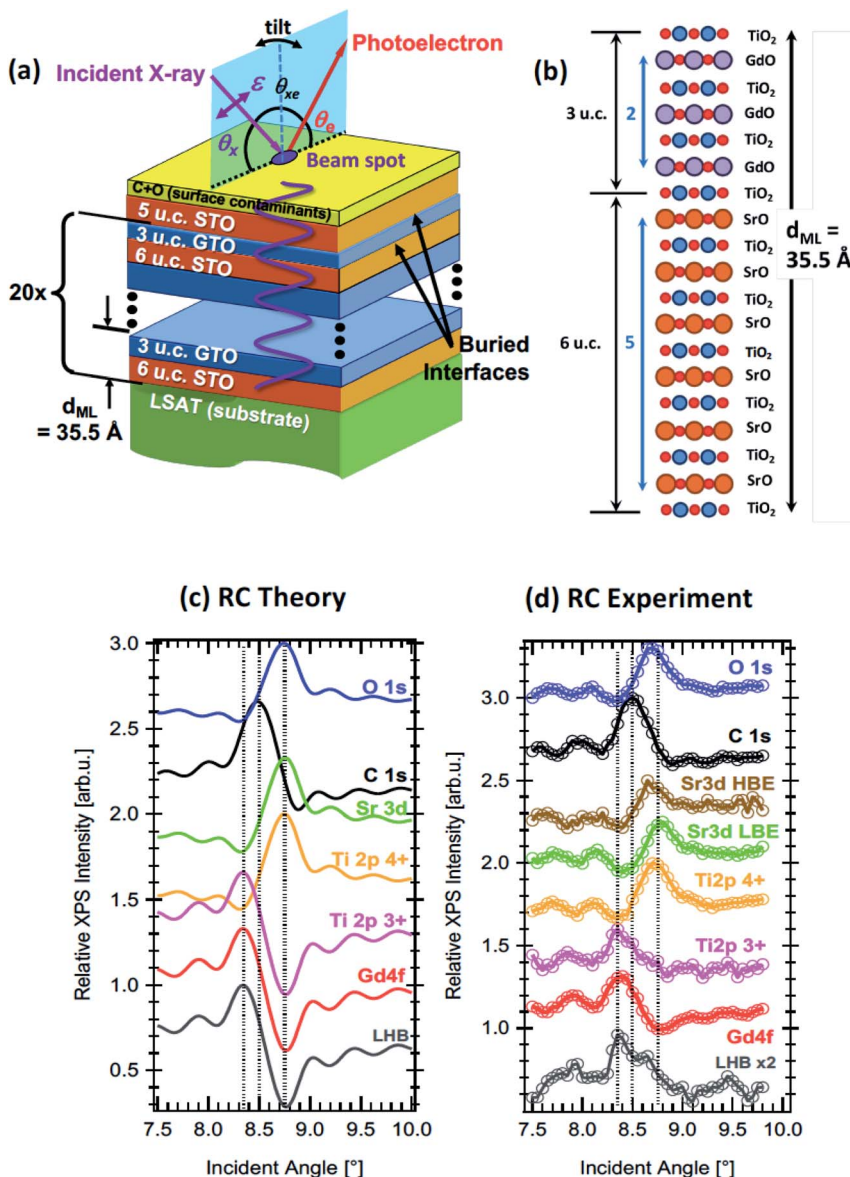 (a)
tilt
Photoelectron
Incident X-ray
ε
θxe
θx
θe
Beam spot
C+O (surface contaminants)
5 u.c. STO
3 u.c. GTO
6 u.c. STO
20x
3 u.c. GTO
6 u.c. STO
Buried
Interfaces
LSAT (substrate)
dML
= 35.5 Å
(b)
TiO2
GdO
TiO2
3 u.c.
2
GdO
TiO2
GdO
TiO2
SrO
dML =
35.5 Å
TiO2
SrO
TiO2
SrO
6 u.c.
5
TiO2
SrO
TiO2
SrO
TiO2
SrO
TiO2
(c) RC Theory
Relative XPS Intensity [arb.u.]
3.0
2.5
2.0
1.5
1.0
0.5
O 1s
C 1s
Sr 3d
Ti 2p 4+
Ti 2p 3+
Gd4f
LHB
7.5 8.0 8.5 9.0 9.5 10.0
Incident Angle [°]
(d) RC Experiment
Relative XPS Intensity [arb.u.]
3.0
2.5
2.0
1.5
1.0
O 1s
C 1s
Sr3d HBE
Sr3d LBE
Ti2p 4+
Ti2p 3+
Gd4f
LHB x2
7.5 8.0 8.5 9.0 9.5 10.0
Incident Angle [°]